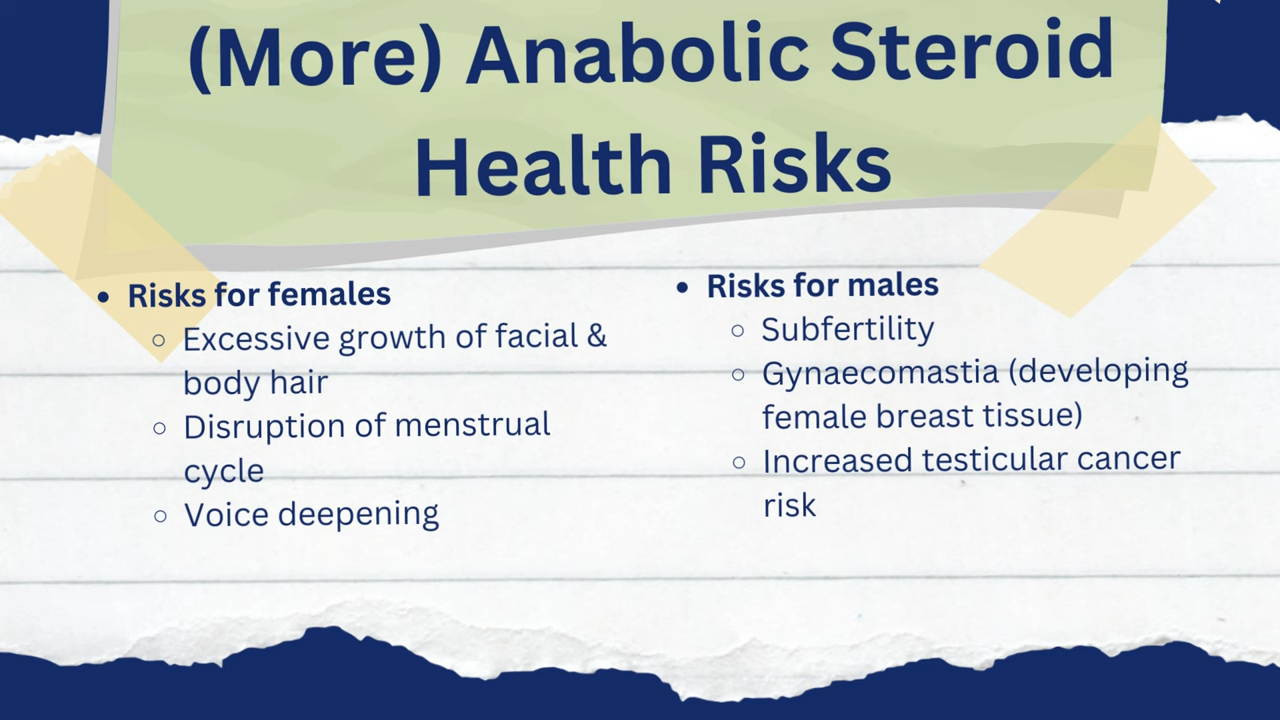 (More) Anabolic Steroid
Health Risks
• Risks for females
○ Excessive growth of facial &
body hair
○ Disruption of menstrual
cycle
○ Voice deepening
• Risks for males
○ Subfertility
○ Gynaecomastia (developing
female breast tissue)
○ Increased testicular cancer
risk